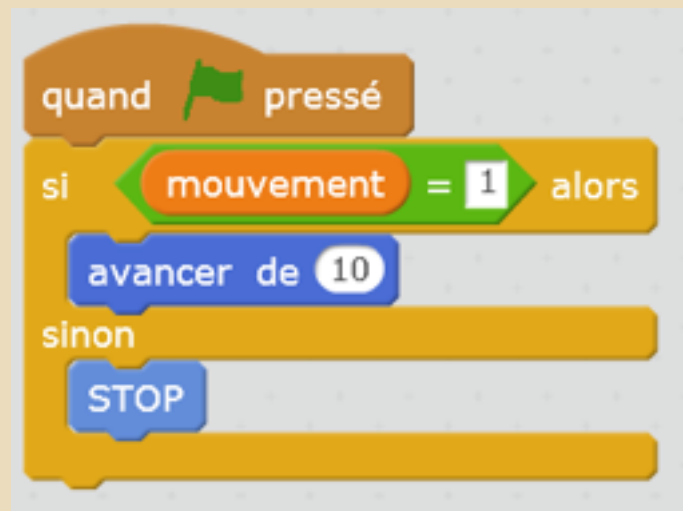 quand pressé
si mouvement = 1 alors
avancer de 10
sinon
STOP